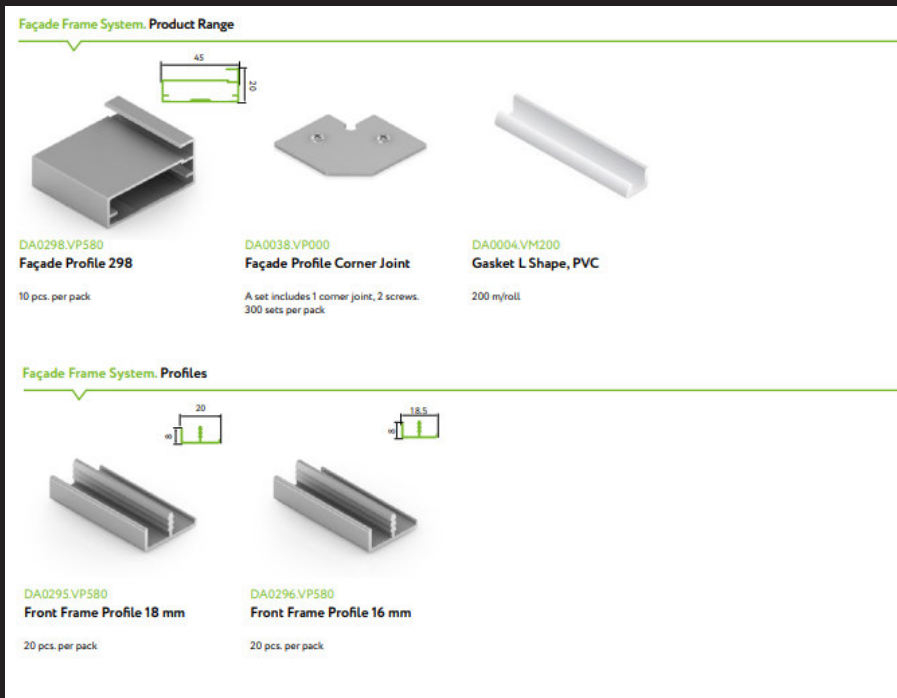 Façade Frame System. Product Range
45
20
DA0298.VP580
Façade Profile 298
10 pcs. per pack
DA0038.VP000
Façade Profile Corner Joint
A set includes 1 corner joint, 2 screws.
300 sets per pack
DA0004.VM200
Gasket L Shape, PVC
200 m/roll
Façade Frame System. Profiles
20
8
18.5
8
DA0295.VP580
Front Frame Profile 18 mm
20 pcs. per pack
DA0296.VP580
Front Frame Profile 16 mm
20 pcs. per pack